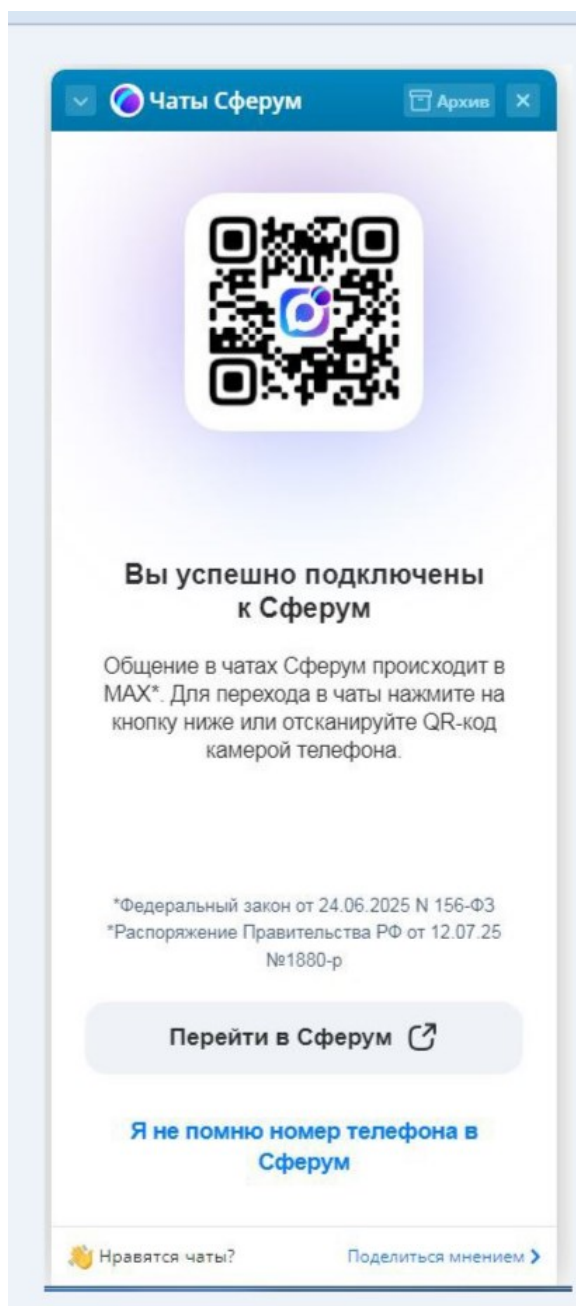 Чаты Сферум
Архив
Вы успешно подключены
к Сферум
Общение в чатах Сферум происходит в
MAX*. Для перехода в чаты нажмите на
кнопку ниже или отсканируйте QR-код
камерой телефона.
*Федеральный закон от 24.06.2025 N 156-ФЗ
*Распоряжение Правительства РФ от 12.07.25
№1880-р
Перейти в Сферум
Я не помню номер телефона в
Сферум
Нравятся чаты?
Поделиться мнением